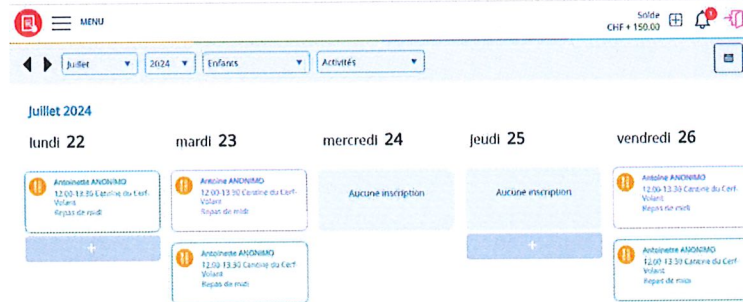 MENU
Solde
CHF + 150.00
1
Juillet
2024
Enfants
Activités
Juillet 2024
lundi 22
mardi 23
mercredi 24
jeudi 25
vendredi 26
Antoinette ANONIMO
12:00-13:30 Cantine du Cerf-
Volant
Repas de midi
+
Antoine ANONIMO
12:00-13:30 Cantine du Cerf-
Volant
Repas de midi
Antoinette ANONIMO
12:00-13:30 Cantine du Cerf-
Volant
Repas de midi
Aucune inscription
Aucune inscription
+
Antoine ANONIMO
12:00-13:30 Cantine du Cerf-
Volant
Repas de midi
Antoinette ANONIMO
12:00-13:30 Cantine du Cerf-
Volant
Repas de midi